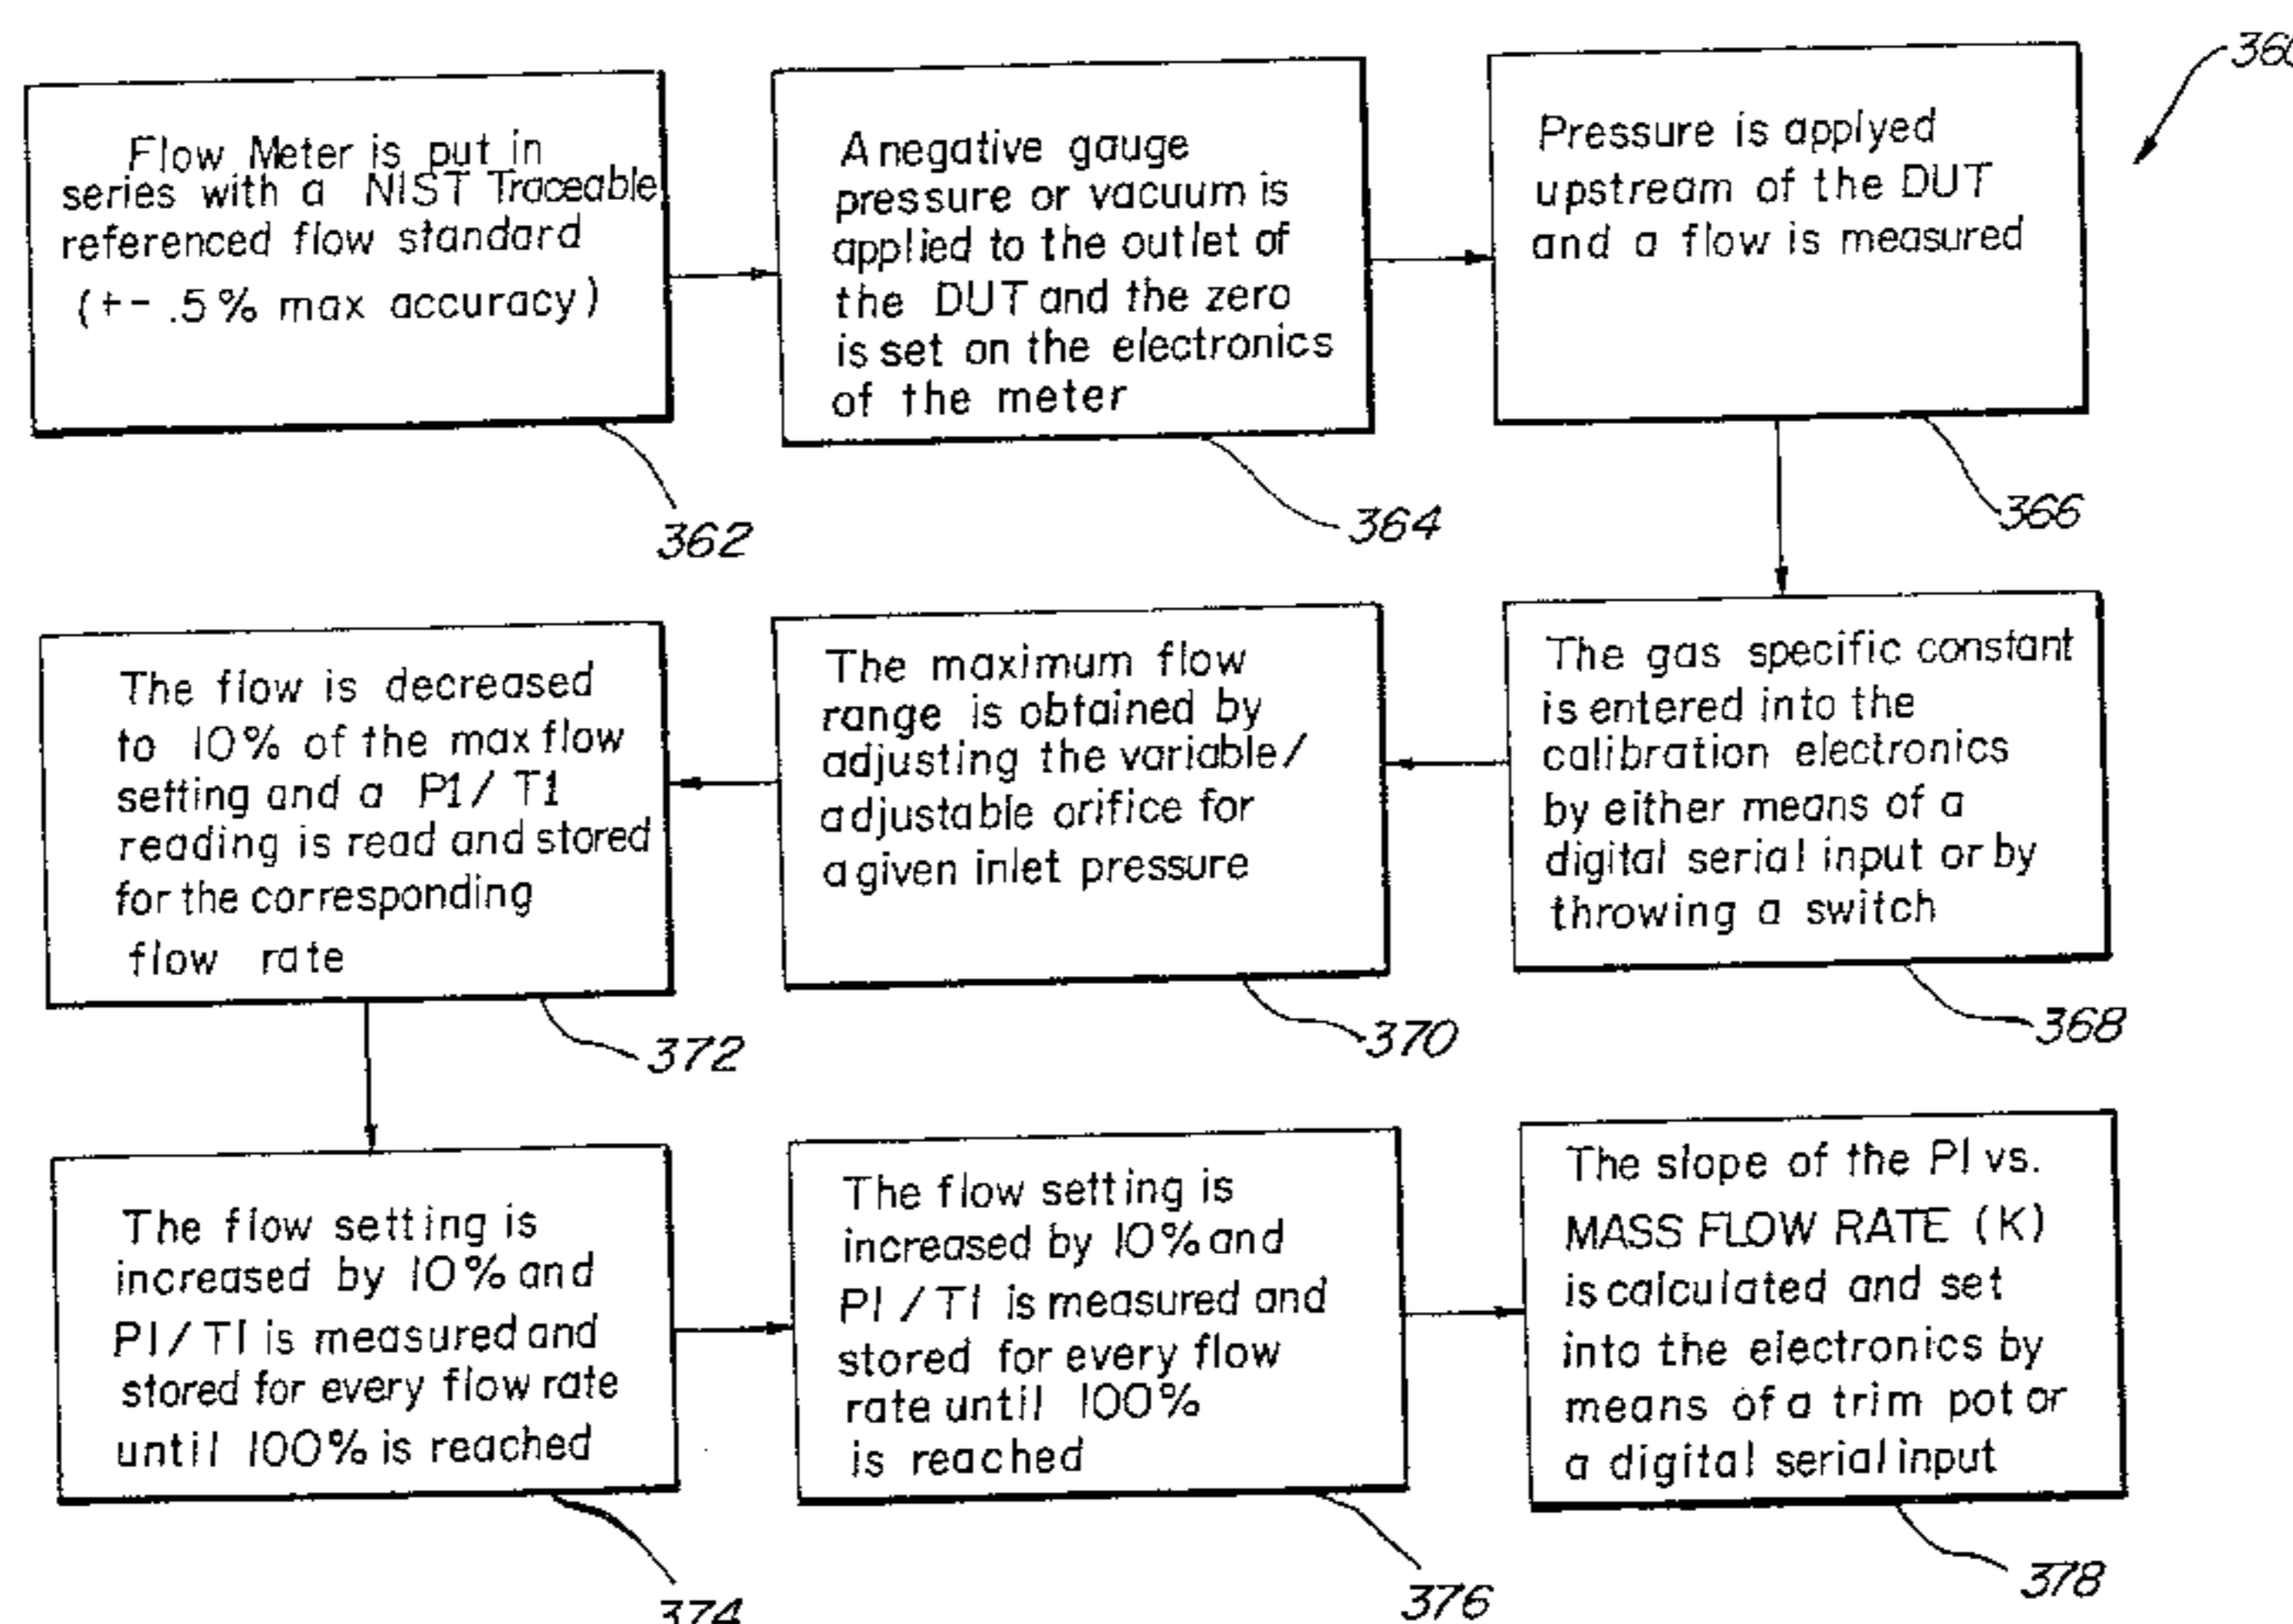 360
Flow Meter is put in
series with a NIST Traceable
referenced flow standard
(+- .5% max accuracy)
362
A negative gauge
pressure or vacuum is
applied to the outlet of
the DUT and the zero
is set on the electronics
of the meter
364
Pressure is applyed
upstream of the DUT
and a flow is measured
366
The gas specific constant
is entered into the
calibration electronics
by either means of a
digital serial input or by
throwing a switch
368
The maximum flow
range is obtained by
adjusting the variable/
adjustable orifice for
a given inlet pressure
370
The flow is decreased
to 10% of the max flow
setting and a P1/T1
reading is read and stored
for the corresponding
flow rate
372
The flow setting is
increased by 10% and
P1/T1 is measured and
stored for every flow rate
until 100% is reached
374
The flow setting is
increased by 10% and
P1/T1 is measured and
stored for every flow
rate until 100%
is reached
376
The slope of the P1 vs.
MASS FLOW RATE (K)
is calculated and set
into the electronics by
means of a trim pot or
a digital serial input
378